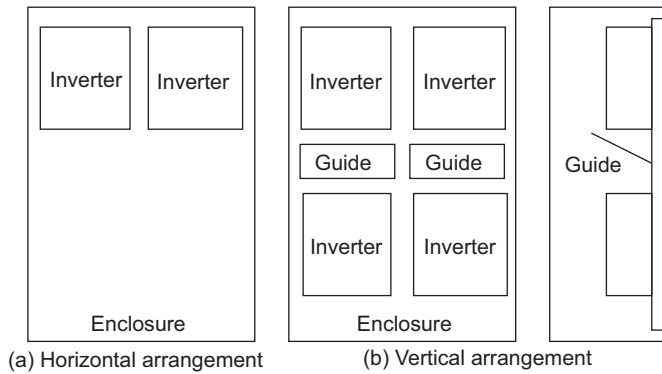 Inverter Inverter
Enclosure
(a) Horizontal arrangement
Inverter Inverter
Guide Guide
Inverter Inverter
Enclosure
Guide
(b) Vertical arrangement